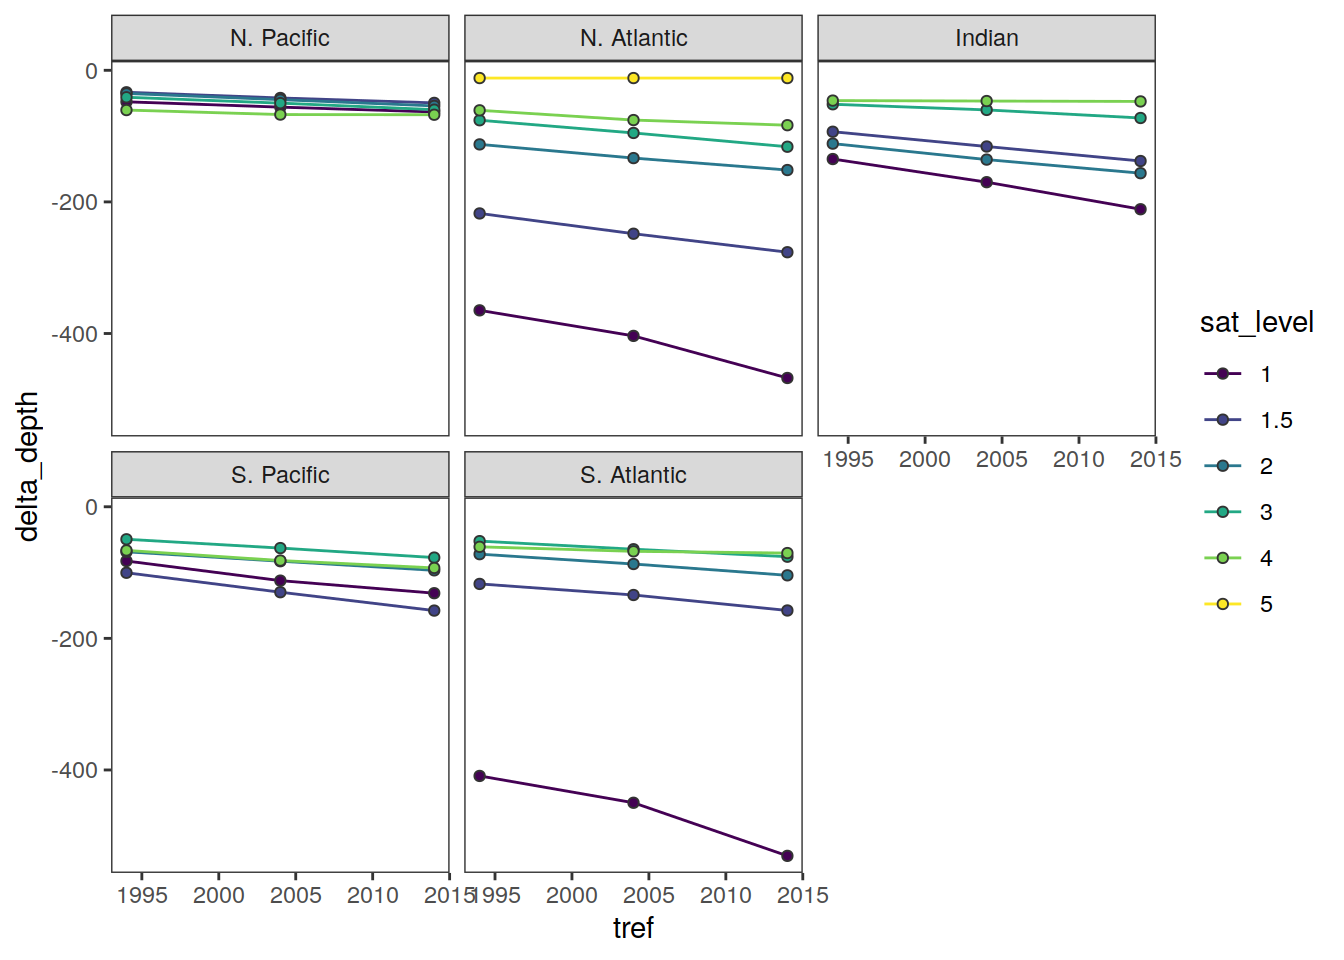 N. Pacific
N. Atlantic
Indian
0
-200
-400
1995 2000 2005 2010 2015
S. Pacific
S. Atlantic
0
-200
-400
1995 2000 2005 2010 2015
1995 2000 2005 2010 2015
tref
delta_depth
sat_level
1
1.5
2
3
4
5